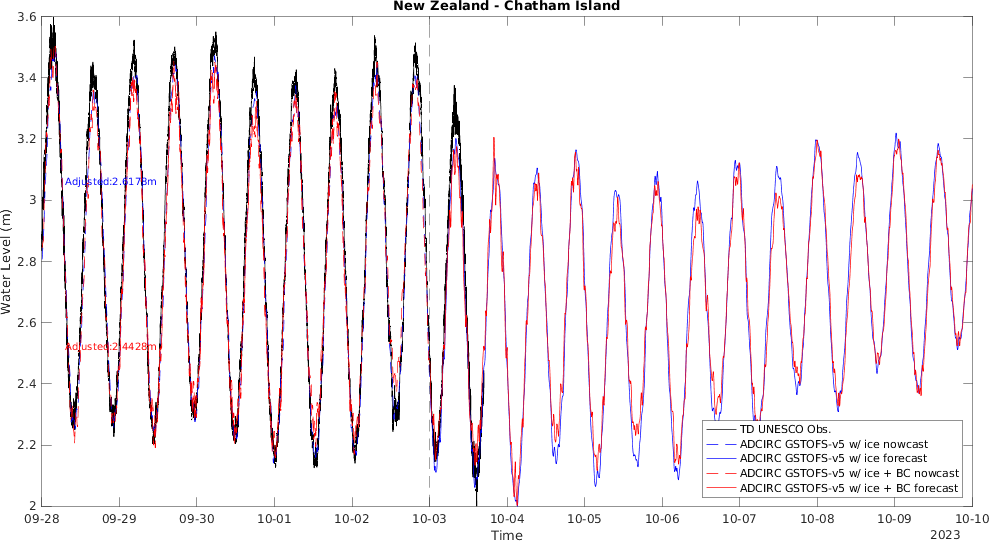 New Zealand - Chatham Island
3.6
3.4
3.2
3
2.8
2.6
2.4
2.2
2
Water Level (m)
Adjusted:2.6178m
Adjusted:2.4428m
TD UNESCO Obs.
ADCIRC GSTOFS-v5 w/ ice nowcast
ADCIRC GSTOFS-v5 w/ ice forecast
ADCIRC GSTOFS-v5 w/ ice + BC nowcast
ADCIRC GSTOFS-v5 w/ ice + BC forecast
09-28 09-29 09-30 10-01 10-02 10-03 10-04 10-05 10-06 10-07 10-08 10-09 10-10
Time
2023